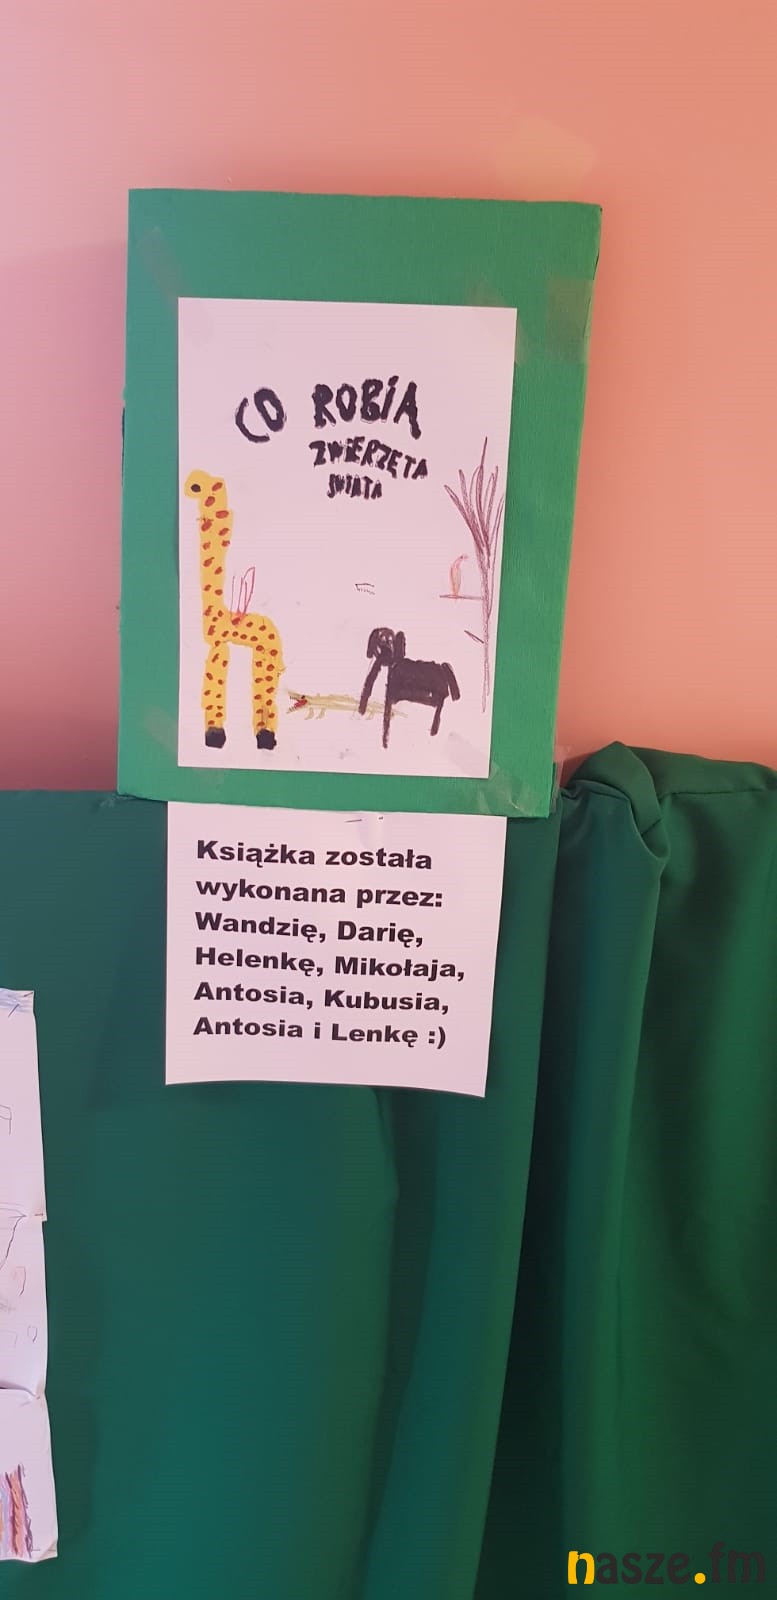 CO ROBIĄ
ZWIERZĘTA
ŚWIATA
Książka została
wykonana przez:
Wandzię, Darię,
Helenkę, Mikołaja,
Antosia, Kubusia,
Antosia i Lenkę :)
nasze.fm